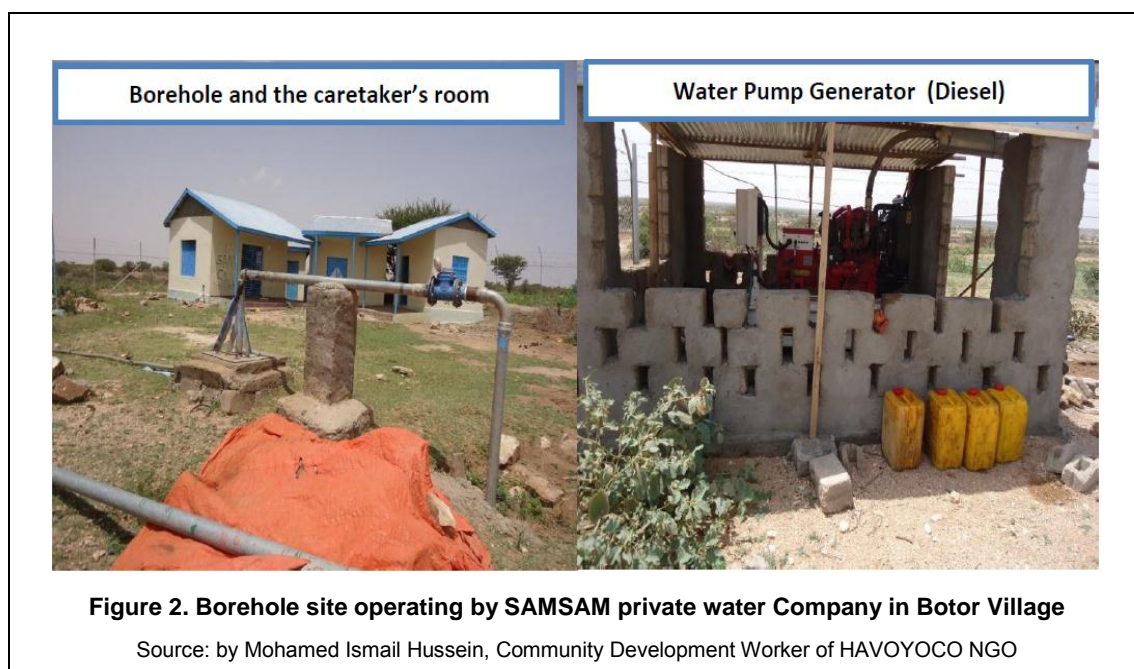 Borehole and the caretaker's room
Water Pump Generator (Diesel)
Figure 2. Borehole site operating by SAMSAM private water Company in Botor Village
Source: by Mohamed Ismail Hussein, Community Development Worker of HAVOYOCO NGO